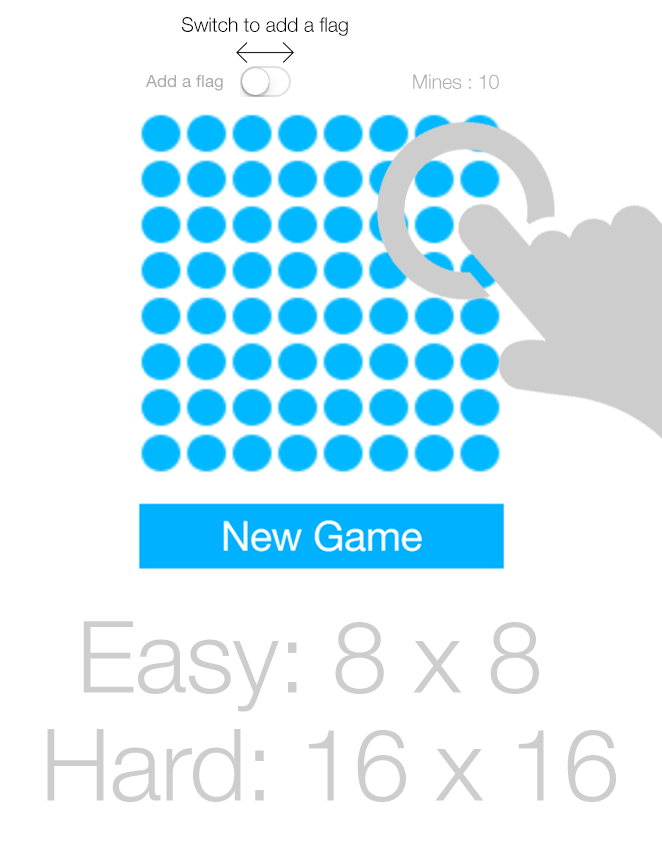 Switch to add a flag
Add a flag
Mines : 10
New Game
Easy: 8 x 8
Hard: 16 x 16